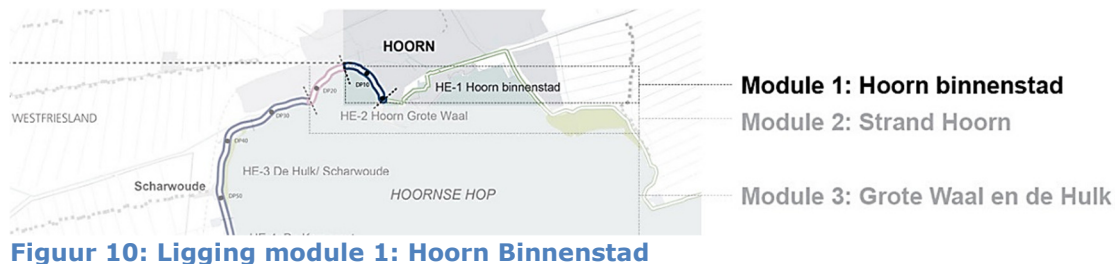 HOORN
DP20
DP10
HE-1 Hoorn binnenstad
Module 1: Hoorn binnenstad
WESTFRIESLAND
DP30
HE-2 Hoorn Grote Waal
Module 2: Strand Hoorn
DP40
HE-3 De Hulk/ Scharwoude
Scharwoude
DP50
HOORNSE HOP
Module 3: Grote Waal en de Hulk
Figuur 10: Ligging module 1: Hoorn Binnenstad